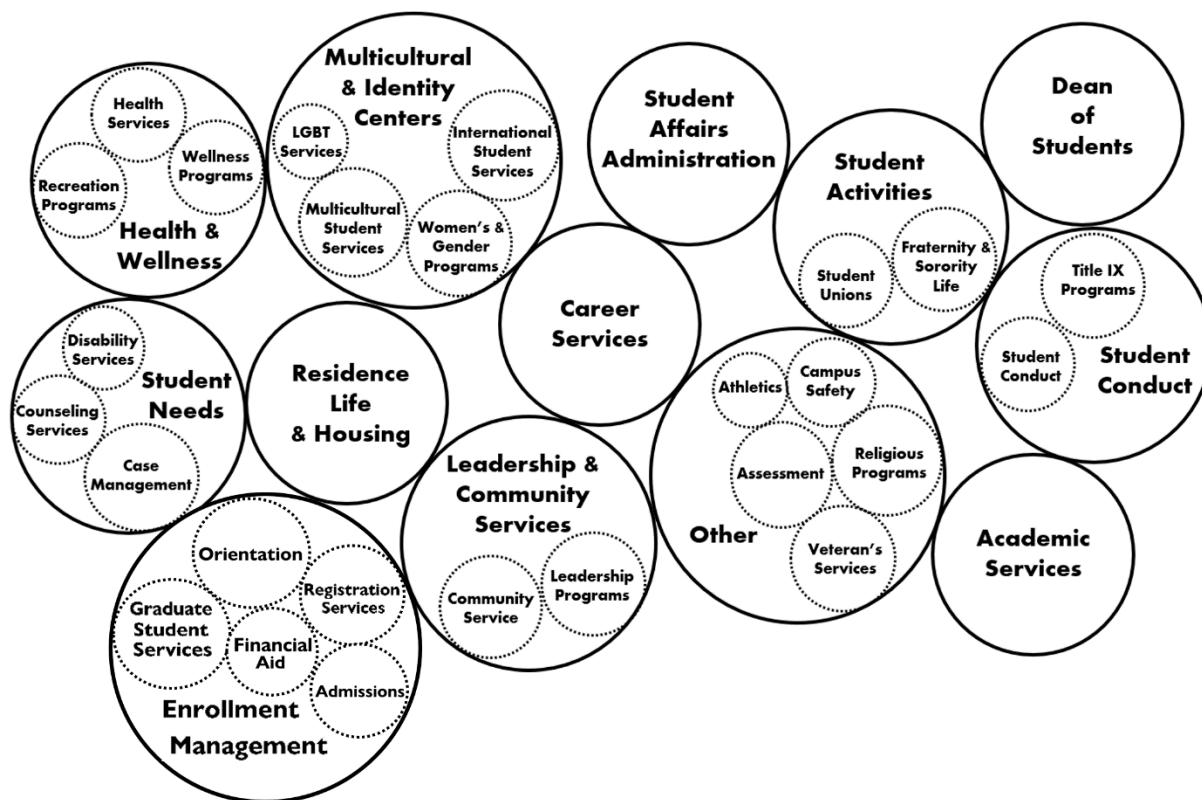 Health
Services
Wellness
Programs
Recreation
Programs
Health &
Wellness
Multicultural
& Identity
Centers
LGBT
Services
International
Student
Services
Multicultural
Student
Services
Women's &
Gender
Programs
Student
Affairs
Administration
Student
Activities
Student
Unions
Fraternity &
Sorority
Life
Dean
of
Students
Title IX
Programs
Student
Conduct
Student
Conduct
Disability
Services
Student
Needs
Counseling
Services
Case
Management
Residence
Life
& Housing
Career
Services
Leadership &
Community
Services
Community
Service
Leadership
Programs
Athletics
Campus
Safety
Assessment
Religious
Programs
Other
Veteran's
Services
Academic
Services
Orientation
Registration
Services
Graduate
Student
Services
Financial
Aid
Admissions
Enrollment
Management